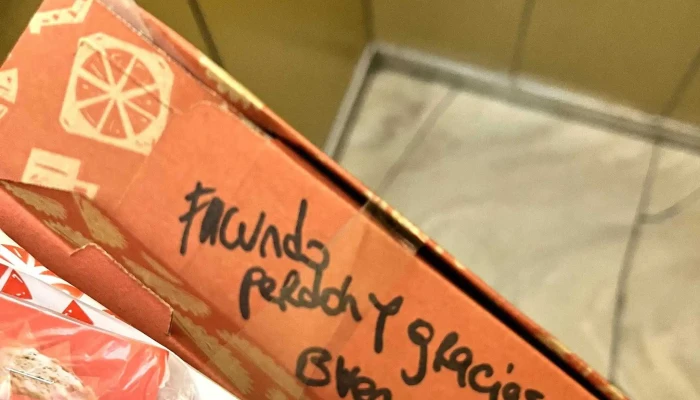 Facundo
perdon y gracias
Buen